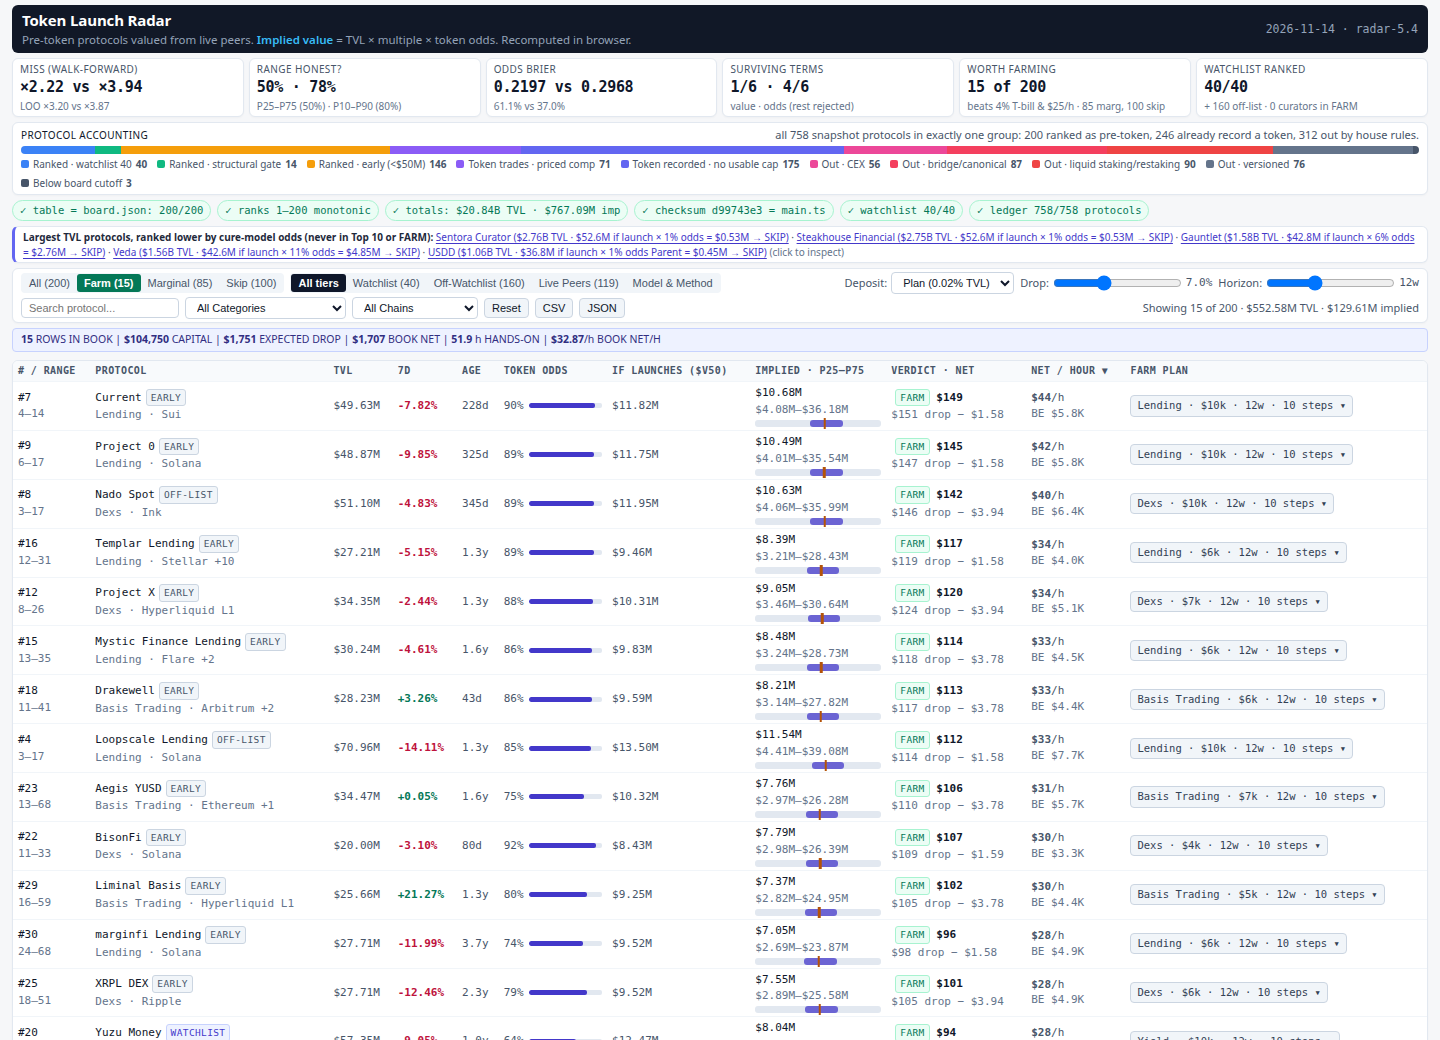 Token Launch Radar
Pre-token protocols valued from live peers. Implied value = TVL × multiple × token odds. Recomputed in browser.
2026-11-14 · radar-5.4
MISS (WALK-FORWARD)
×2.22 vs ×3.94
LOO ×3.20 vs ×3.87
RANGE HONEST?
50% · 78%
P25–P75 (50%) · P10–P90 (80%)
ODDS BRIER
0.2197 vs 0.2968
61.1% vs 37.0%
SURVIVING TERMS
1/6 · 4/6
value · odds (rest rejected)
WORTH FARMING
15 of 200
beats 4% T-bill & $25/h · 85 marg, 100 skip
WATCHLIST RANKED
40/40
+ 160 off-list · 0 curators in FARM
PROTOCOL ACCOUNTING
all 758 snapshot protocols in exactly one group: 200 ranked as pre-token, 246 already record a token, 312 out by house rules.
Ranked · watchlist 40 40 Ranked · structural gate 14 Ranked · early (<$50M) 146 Token trades · priced comp 71 Token recorded · no usable cap 175 Out · CEX 56 Out · bridge/canonical 87 Out · liquid staking/restaking 90 Out · versioned 76
Below board cutoff 3
✓ table = board.json: 200/200 ✓ ranks 1–200 monotonic ✓ totals: $20.84B TVL · $767.09M imp ✓ checksum d99743e3 = main.ts ✓ watchlist 40/40 ✓ ledger 758/758 protocols
Largest TVL protocols, ranked lower by cure-model odds (never in Top 10 or FARM): Sentora Curator ($2.76B TVL · $52.6M if launch × 1% odds = $0.53M → SKIP) · Steakhouse Financial ($2.75B TVL · $52.6M if launch × 1% odds = $0.53M → SKIP) · Gauntlet ($1.58B TVL · $42.8M if launch × 6% odds
= $2.76M → SKIP) · Veda ($1.56B TVL · $42.6M if launch × 11% odds = $4.85M → SKIP) · USDD ($1.06B TVL · $36.8M if launch × 1% odds Parent = $0.45M → SKIP) (click to inspect)
All (200) Farm (15) Marginal (85) Skip (100) All tiers Watchlist (40) Off-Watchlist (160) Live Peers (119) Model & Method
Deposit: Plan (0.02% TVL) Drop: 7.0% Horizon: 12w
Search protocol... All Categories All Chains Reset CSV JSON
Showing 15 of 200 · $552.58M TVL · $129.61M implied
15 ROWS IN BOOK | $104,750 CAPITAL | $1,751 EXPECTED DROP | $1,707 BOOK NET | 51.9 h HANDS-ON | $32.87/h BOOK NET/H
# / RANGE PROTOCOL TVL 7D AGE TOKEN ODDS IF LAUNCHES ($V50) IMPLIED · P25–P75 VERDICT · NET NET / HOUR ▼ FARM PLAN
#7 Current EARLY $49.63M -7.82% 228d 90% $11.82M $10.68M FARM $149 $44/h Lending · $10k · 12w · 10 steps ▾
4–14 Lending · Sui $4.08M–$36.18M $151 drop − $1.58 BE $5.8K
#9 Project 0 EARLY $48.87M -9.85% 325d 89% $11.75M $10.49M FARM $145 $42/h Lending · $10k · 12w · 10 steps ▾
6–17 Lending · Solana $4.01M–$35.54M $147 drop − $1.58 BE $5.8K
#8 Nado Spot OFF-LIST $51.10M -4.83% 345d 89% $11.95M $10.63M FARM $142 $40/h Dexs · $10k · 12w · 10 steps ▾
3–17 Dexs · Ink $4.06M–$35.99M $146 drop − $3.94 BE $6.4K
#16 Templar Lending EARLY $27.21M -5.15% 1.3y 89% $9.46M $8.39M FARM $117 $34/h Lending · $6k · 12w · 10 steps ▾
12–31 Lending · Stellar +10 $3.21M–$28.43M $119 drop − $1.58 BE $4.0K
#12 Project X EARLY $34.35M -2.44% 1.3y 88% $10.31M $9.05M FARM $120 $34/h Dexs · $7k · 12w · 10 steps ▾
8–26 Dexs · Hyperliquid L1 $3.46M–$30.64M $124 drop − $3.94 BE $5.1K
#15 Mystic Finance Lending EARLY $30.24M -4.61% 1.6y 86% $9.83M $8.48M FARM $114 $33/h Lending · $6k · 12w · 10 steps ▾
13–35 Lending · Flare +2 $3.24M–$28.73M $118 drop − $3.78 BE $4.5K
#18 Drakewell EARLY $28.23M +3.26% 43d 86% $9.59M $8.21M FARM $113 $33/h Basis Trading · $6k · 12w · 10 steps ▾
11–41 Basis Trading · Arbitrum +2 $3.14M–$27.82M $117 drop − $3.78 BE $4.4K
#4 Loopscale Lending OFF-LIST $70.96M -14.11% 1.3y 85% $13.50M $11.54M FARM $112 $33/h Lending · $10k · 12w · 10 steps ▾
3–17 Lending · Solana $4.41M–$39.08M $114 drop − $1.58 BE $7.7K
#23 Aegis YUSD EARLY $34.47M +0.05% 1.6y 75% $10.32M $7.76M FARM $106 $31/h Basis Trading · $7k · 12w · 10 steps ▾
13–68 Basis Trading · Ethereum +1 $2.97M–$26.28M $110 drop − $3.78 BE $5.7K
#22 BisonFi EARLY $20.00M -3.10% 80d 92% $8.43M $7.79M FARM $107 $30/h Dexs · $4k · 12w · 10 steps ▾
11–33 Dexs · Solana $2.98M–$26.39M $109 drop − $1.59 BE $3.3K
#29 Liminal Basis EARLY $25.66M +21.27% 1.3y 80% $9.25M $7.37M FARM $102 $30/h Basis Trading · $5k · 12w · 10 steps ▾
16–59 Basis Trading · Hyperliquid L1 $2.82M–$24.95M $105 drop − $3.78 BE $4.4K
#30 marginfi Lending EARLY $27.71M -11.99% 3.7y 74% $9.52M $7.05M FARM $96 $28/h Lending · $6k · 12w · 10 steps ▾
24–68 Lending · Solana $2.69M–$23.87M $98 drop − $1.58 BE $4.9K
#25 XRPL DEX EARLY $27.71M -12.46% 2.3y 79% $9.52M $7.55M FARM $101 $28/h Dexs · $6k · 12w · 10 steps ▾
18–51 Dexs · Ripple $2.89M–$25.58M $105 drop − $3.94 BE $4.9K
#20 Yuzu Money WATCHLIST $8.04M FARM $94 $28/h